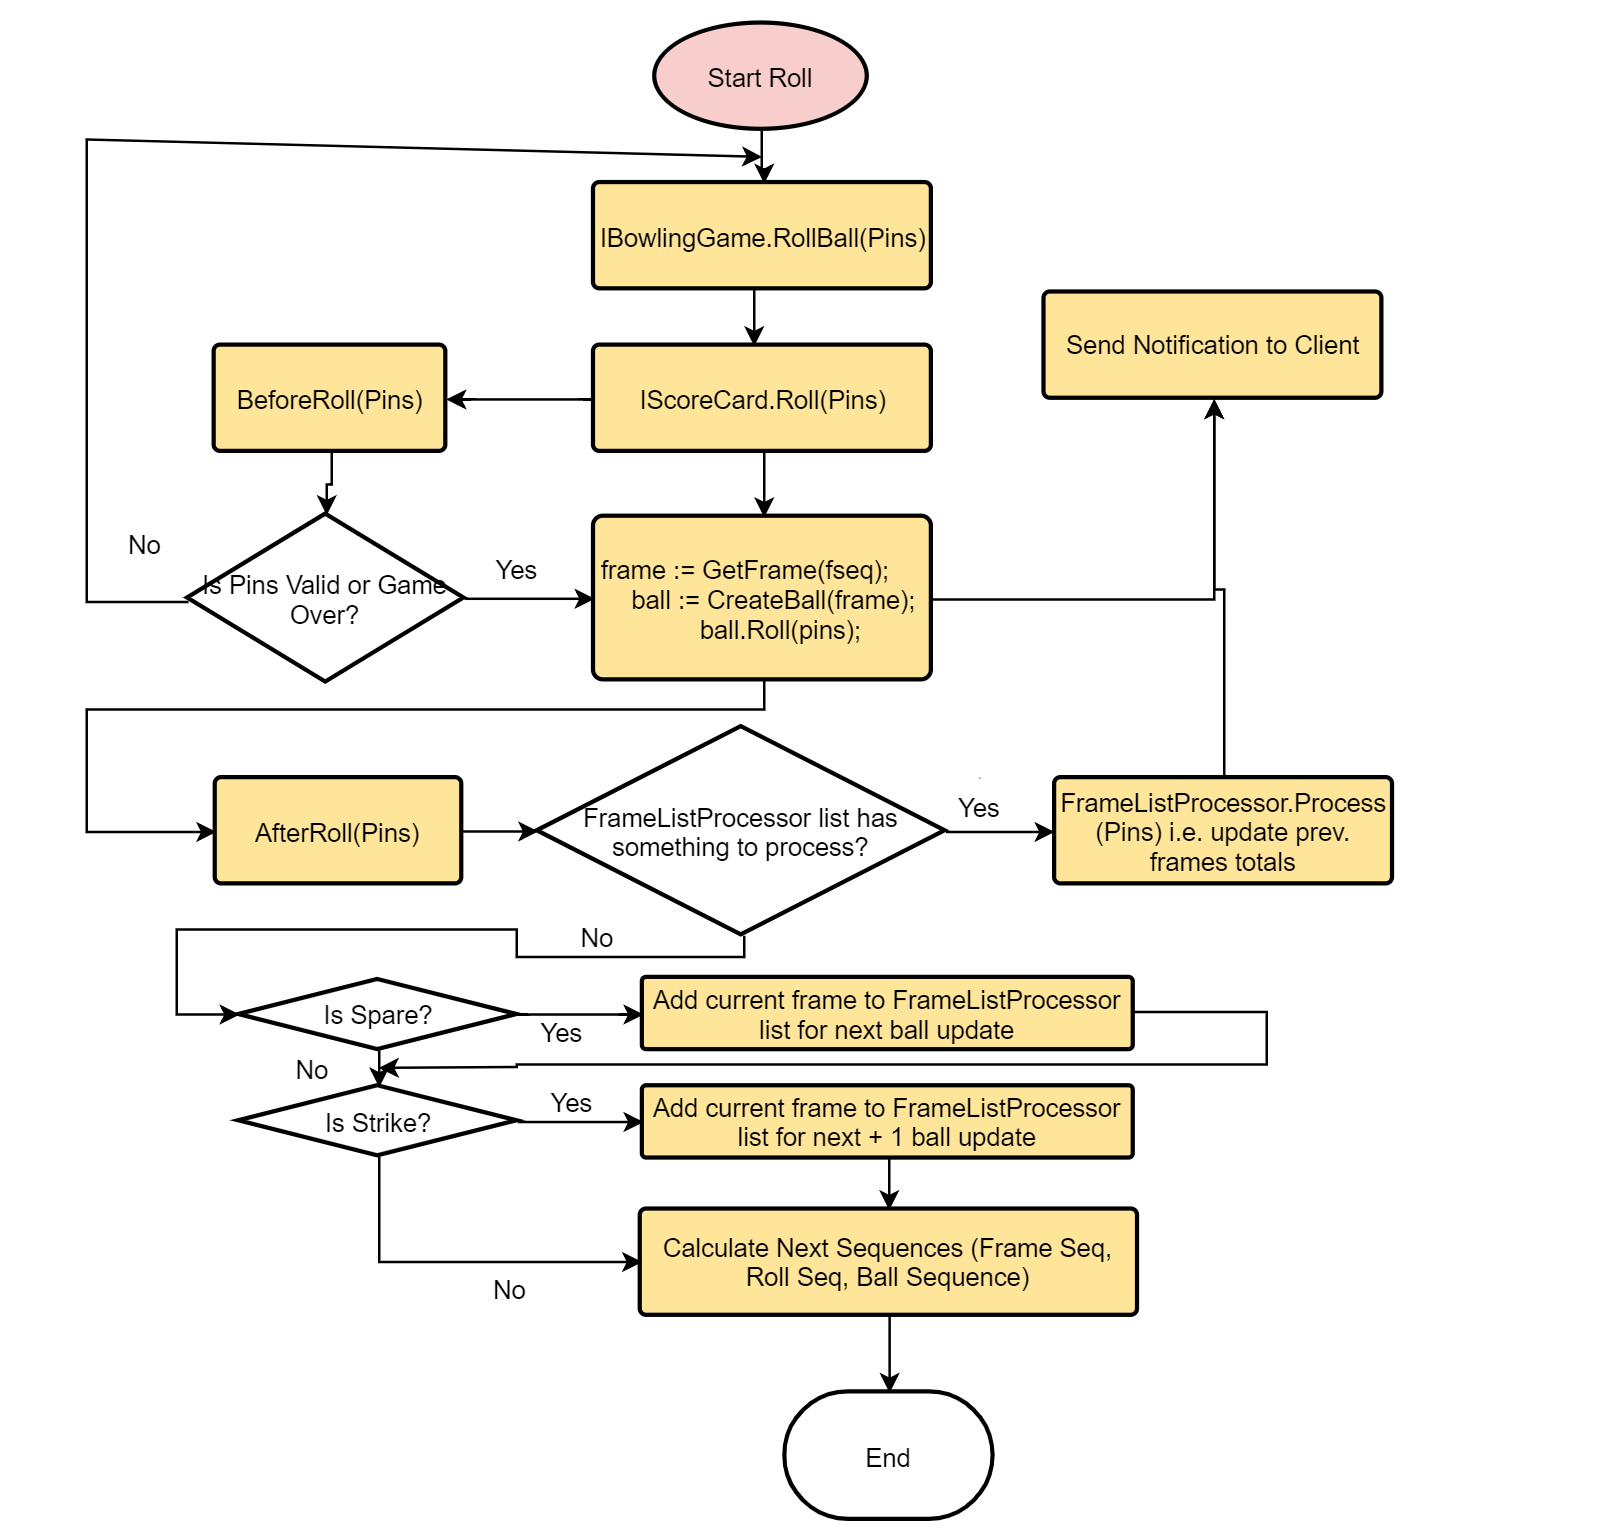 Start Roll
IBowlingGame.RollBall(Pins)
Send Notification to Client
BeforeRoll(Pins)
IScoreCard.Roll(Pins)
No
Is Pins Valid or Game
Over?
Yes
frame := GetFrame(fseq);
ball := CreateBall(frame);
ball.Roll(pins);
AfterRoll(Pins)
FrameListProcessor list has
something to process?
Yes
FrameListProcessor.Process
(Pins) i.e. update prev.
frames totals
No
Is Spare?
Yes
Add current frame to FrameListProcessor
list for next ball update
No
Is Strike?
Yes
Add current frame to FrameListProcessor
list for next + 1 ball update
No
Calculate Next Sequences (Frame Seq,
Roll Seq, Ball Sequence)
End